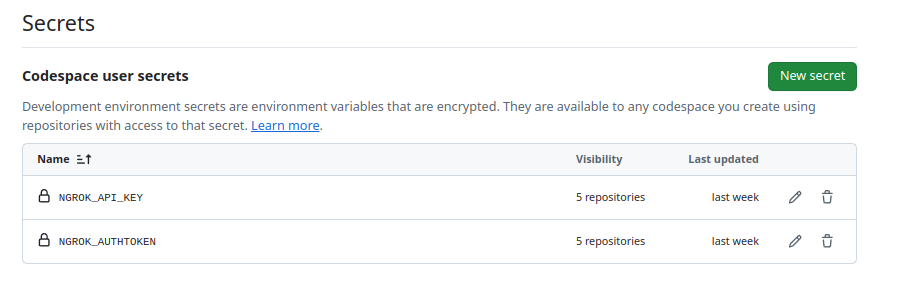 Secrets
Codespace user secrets
New secret
Development environment secrets are environment variables that are encrypted. They are available to any codespace you create using
repositories with access to that secret. Learn more.
Name Visibility Last updated
NGROK_API_KEY 5 repositories last week
NGROK_AUTHTOKEN 5 repositories last week